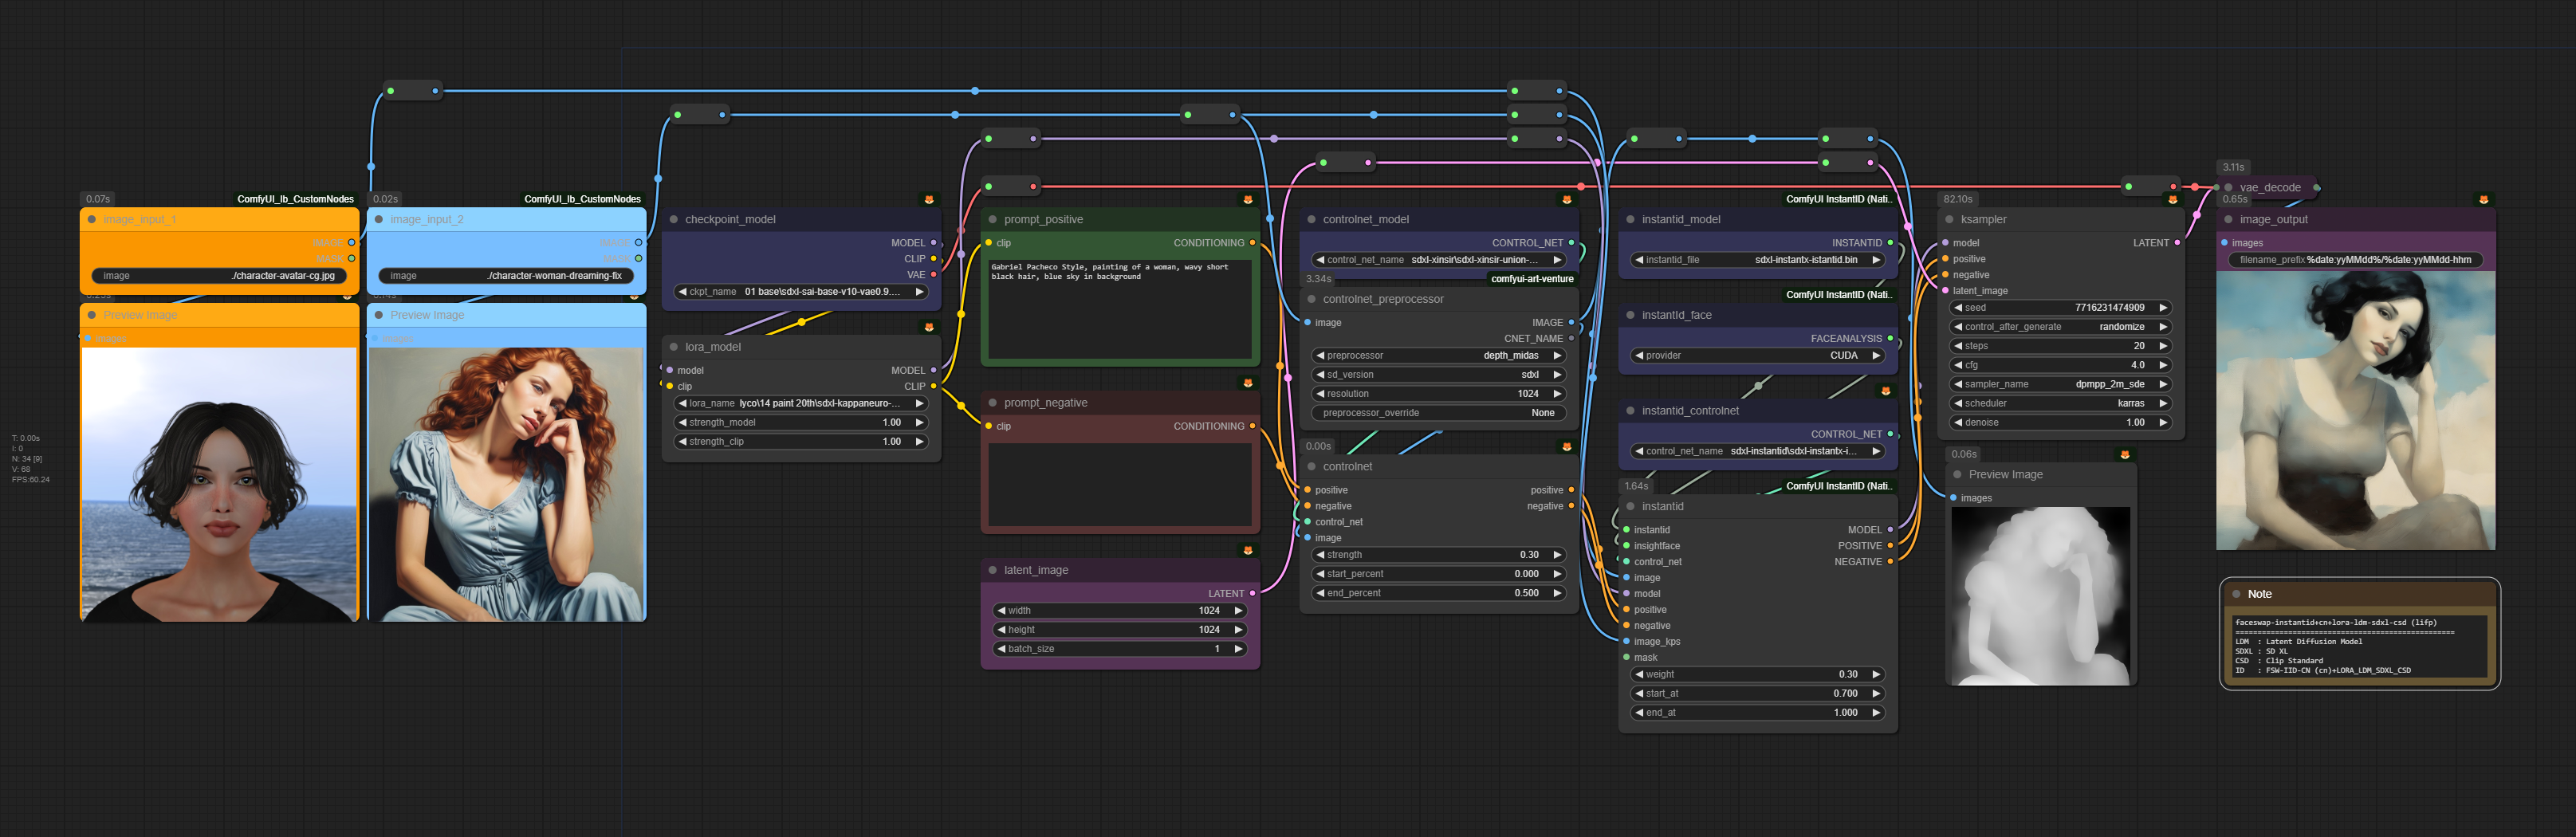 T: 0.00s
I: 0
N: 34 [9]
V: 68
FPS:60.24
0.07s
ComfyUI_lb_CustomNodes
image_input_1
image ./character-avatar-cg.jpg
Preview Image
0.02s
ComfyUI_lb_CustomNodes
image_input_2
image ./character-woman-dreaming-fix
Preview Image
checkpoint_model
MODEL
CLIP
VAE
ckpt_name 01 base\sdxl-sai-base-v10-vae0.9....
lora_model
model MODEL
clip CLIP
lora_name lyco\14 paint 20th\sdxl-kappaneuro-...
strength_model 1.00
strength_clip 1.00
prompt_positive
clip CONDITIONING
Gabriel Pacheco Style, painting of a woman, wavy short
black hair, blue sky in background
prompt_negative
clip CONDITIONING
latent_image
LATENT
width 1024
height 1024
batch_size 1
controlnet_model
CONTROL_NET
control_net_name sdxl-xinsir\sdxl-xinsir-union-...
3.34s
comfyui-art-venture
controlnet_preprocessor
image IMAGE
CNET_NAME
preprocessor depth_midas
sd_version sdxl
resolution 1024
preprocessor_override None
0.00s
controlnet
positive positive
negative negative
control_net
image
strength 0.30
start_percent 0.000
end_percent 0.500
ComfyUI InstantID (Nati..
instantid_model
INSTANTID
instantid_file sdxl-instantx-istantid.bin
ComfyUI InstantID (Nati..
instantId_face
FACEANALYSIS
provider CUDA
instantid_controlnet
CONTROL_NET
control_net_name sdxl-instantid\sdxl-instantx-i...
1.64s
ComfyUI InstantID (Nati..
instantid
instantid MODEL
insightface POSITIVE
control_net NEGATIVE
image
model
positive
negative
image_kps
mask
weight 0.30
start_at 0.700
end_at 1.000
82.10s
ksampler
model LATENT
positive
negative
latent_image
seed 7716231474909
control_after_generate randomize
steps 20
cfg 4.0
sampler_name dpmpp_2m_sde
scheduler karras
denoise 1.00
0.06s
Preview Image
images
3.11s
vae_decode
0.65s
image_output
images
filename_prefix %date:yyMMdd%/%date:yyMMdd-hhm
Note
faceswap-instantid+cn+lora-ldm-sdxl-csd (lifp)
==================================================
LDM : Latent Diffusion Model
SDXL : SD XL
CSD : Clip Standard
ID : FSW-IID-CN (cn)+LORA_LDM_SDXL_CSD